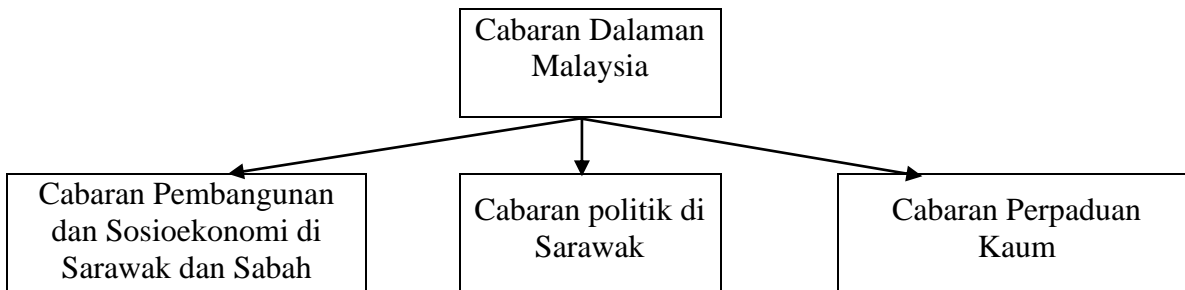 Cabaran Dalaman
Malaysia
Cabaran Pembangunan
dan Sosioekonomi di
Sarawak dan Sabah
Cabaran politik di
Sarawak
Cabaran Perpaduan
Kaum